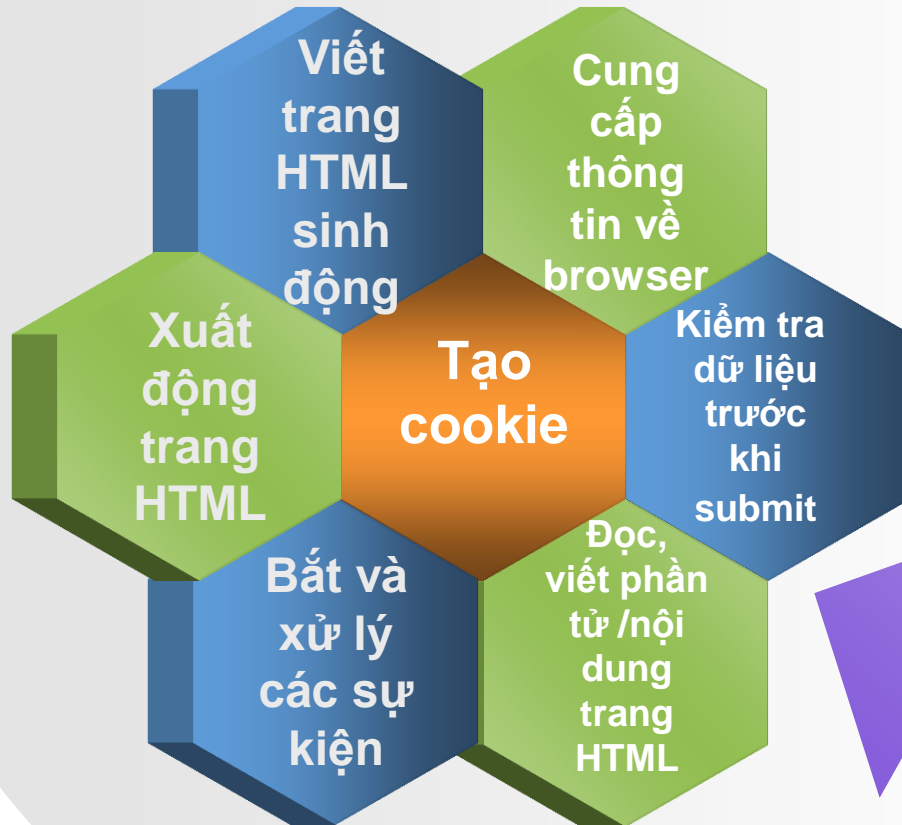 Viết
trang
HTML
sinh
động
Cung
cấp
thông
tin về
browser
Xuất
động
trang
HTML
Tạo
cookie
Kiểm tra
dữ liệu
trước
khi
submit
Bắt và
xử lý
các sự
kiện
Đọc,
viết phần
tử /nội
dung
trang
HTML